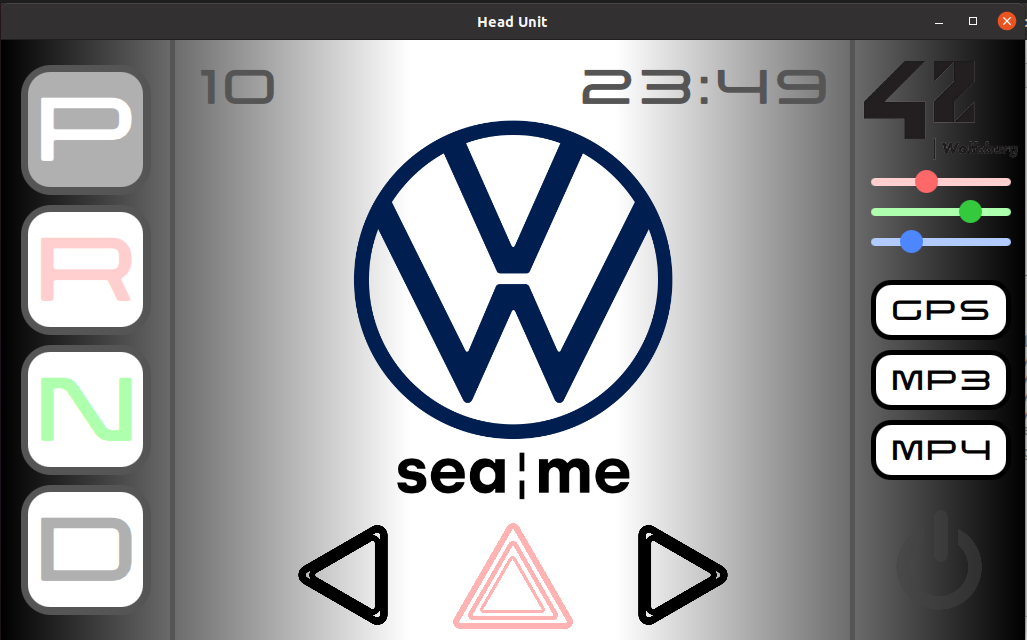 Head Unit
10
23:49
42
Wolfsburg
P
R
N
D
GPS
MP3
MP4
sea¦me